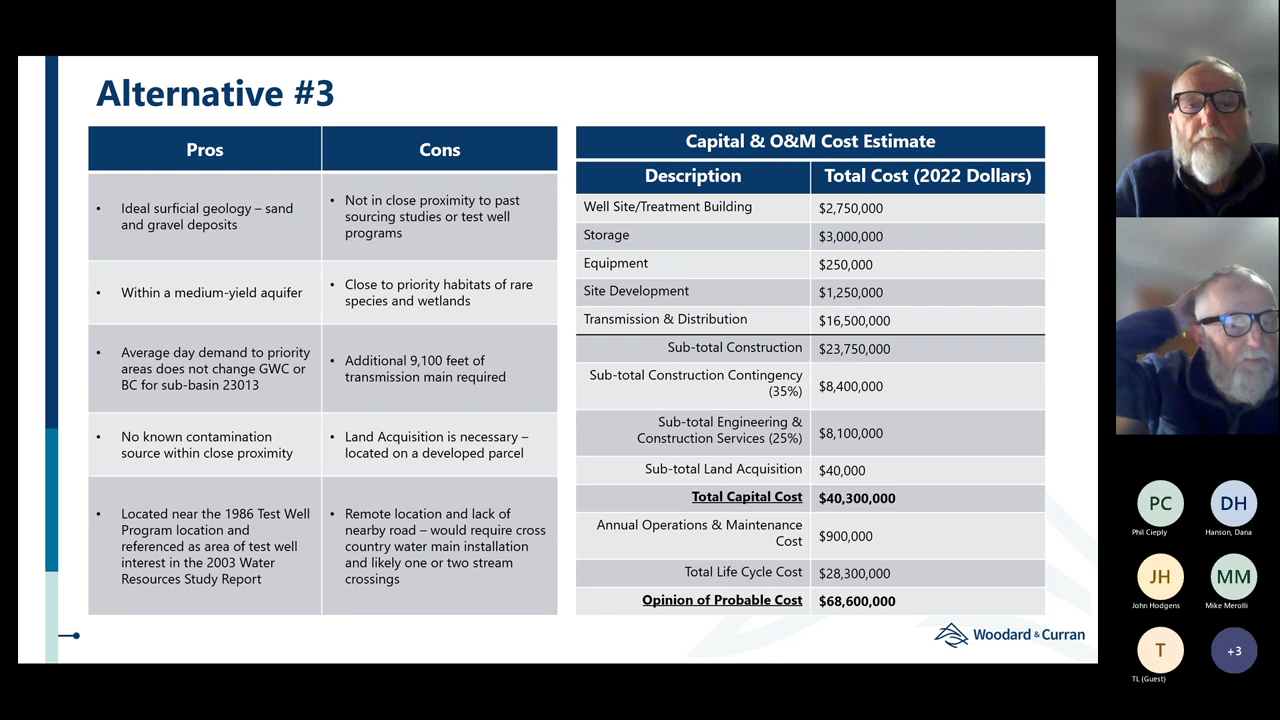 Alternative #3
Pros
Cons
• Ideal surficial geology – sand
and gravel deposits
• Not in close proximity to past
sourcing studies or test well
programs
• Within a medium-yield aquifer
• Close to priority habitats of rare
species and wetlands
• Average day demand to priority
areas does not change GWC or
BC for sub-basin 23013
• Additional 9,100 feet of
transmission main required
• No known contamination
source within close proximity
• Land Acquisition is necessary –
located on a developed parcel
• Located near the 1986 Test Well
Program location and
referenced as area of test well
interest in the 2003 Water
Resources Study Report
• Remote location and lack of
nearby road – would require cross
country water main installation
and likely one or two stream
crossings
Capital & O&M Cost Estimate
Description
Total Cost (2022 Dollars)
Well Site/Treatment Building
$2,750,000
Storage
$3,000,000
Equipment
$250,000
Site Development
$1,250,000
Transmission & Distribution
$16,500,000
Sub-total Construction
$23,750,000
Sub-total Construction Contingency
(35%)
$8,400,000
Sub-total Engineering &
Construction Services (25%)
$8,100,000
Sub-total Land Acquisition
$40,000
Total Capital Cost
$40,300,000
Annual Operations & Maintenance
Cost
$900,000
Total Life Cycle Cost
$28,300,000
Opinion of Probable Cost
$68,600,000
Woodard & Curran
PC
Phil Cieply
DH
Hanson, Dana
JH
John Hodgens
MM
Mike Merolli
T
TL (Guest)
+3